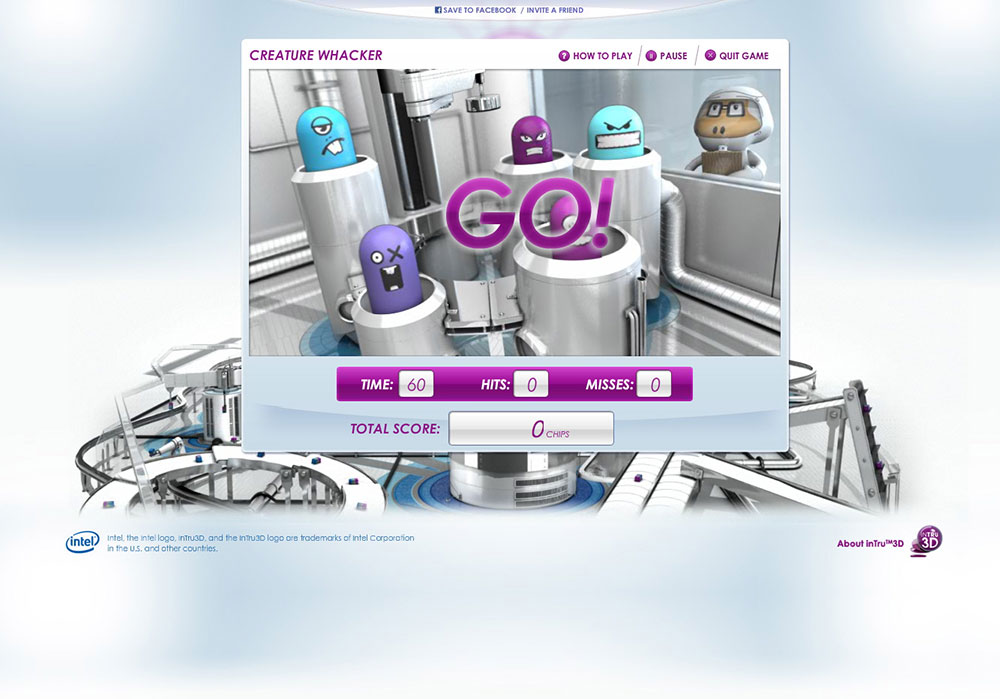 SAVE TO FACEBOOK / INVITE A FRIEND
CREATURE WHACKER
? HOW TO PLAY
PAUSE
QUIT GAME
GO!
TIME: 60 HITS: 0 MISSES: 0
TOTAL SCORE: 0 CHIPS
intel
Intel, the Intel logo, inTru3D, and the InTru3D logo are trademarks of Intel Corporation
in the U.S. and other countries.
About inTru™3D
INTRU
3D